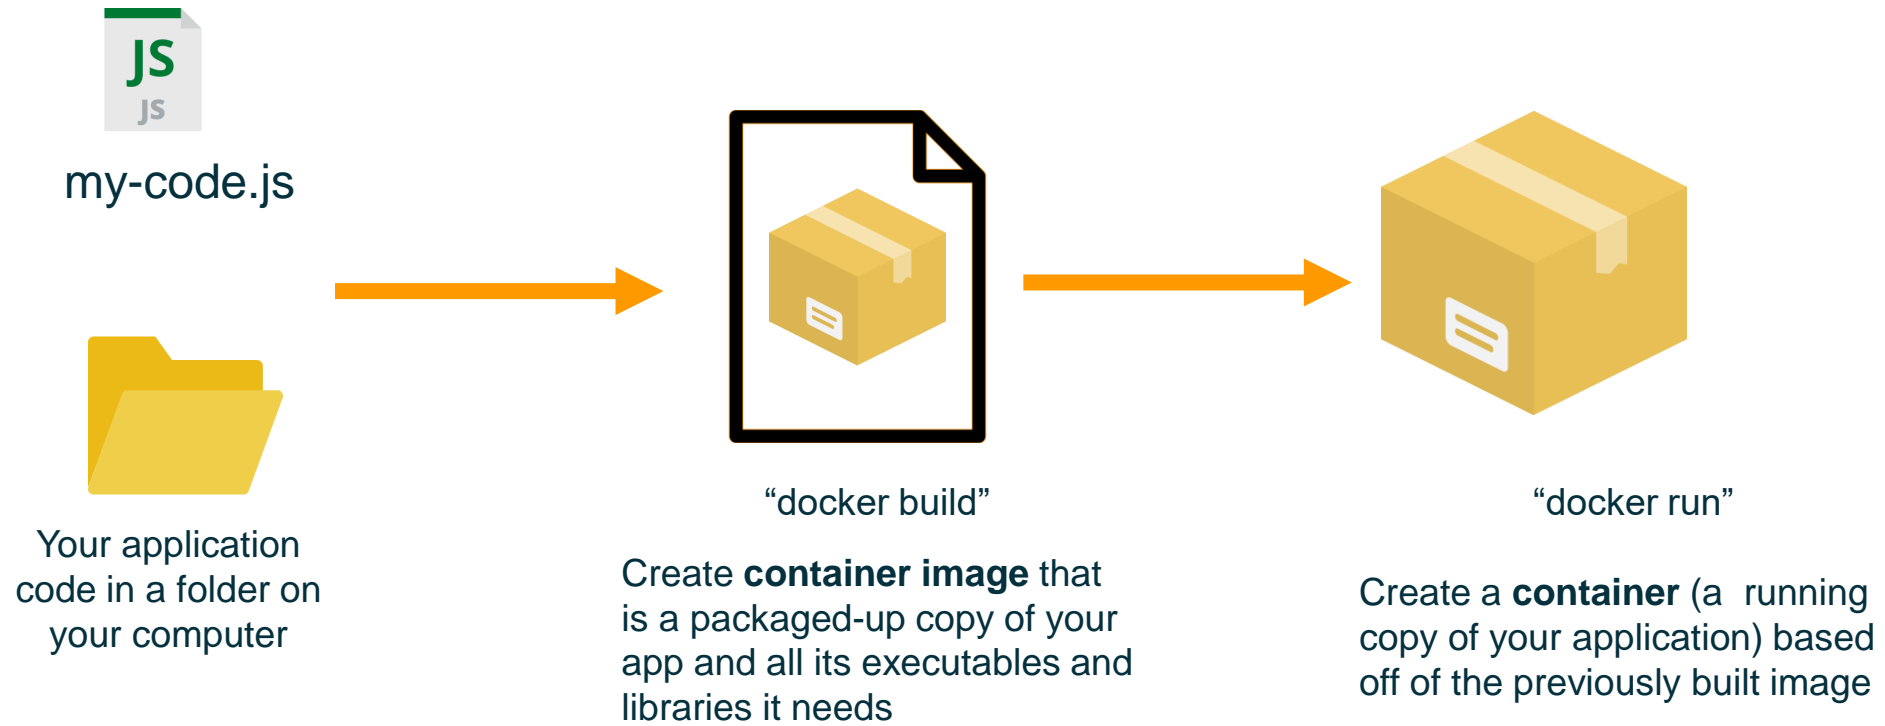 JS
JS
my-code.js
Your application
code in a folder on
your computer
“docker build”
Create container image that
is a packaged-up copy of your
app and all its executables and
libraries it needs
“docker run”
Create a container (a  running
copy of your application) based
off of the previously built image